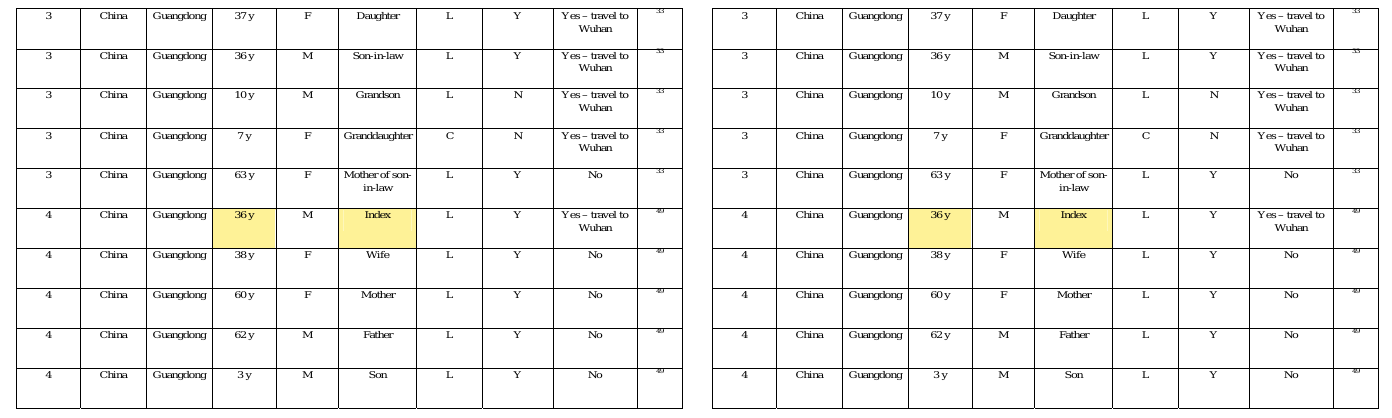 3 China Guangdong 37 y F Daughter L Y Yes – travel to 33
Wuhan
3 China Guangdong 36 y M Son-in-law L Y Yes – travel to 33
Wuhan
3 China Guangdong 10 y M Grandson L N Yes – travel to 33
Wuhan
3 China Guangdong 7 y F Granddaughter C N Yes – travel to 33
Wuhan
3 China Guangdong 63 y F Mother of son- L Y No 33
in-law
4 China Guangdong 36 y M Index L Y Yes – travel to 49
Wuhan
4 China Guangdong 38 y F Wife L Y No 49
4 China Guangdong 60 y F Mother L Y No 49
4 China Guangdong 62 y M Father L Y No 49
4 China Guangdong 3 y M Son L Y No 49
3 China Guangdong 37 y F Daughter L Y Yes – travel to 33
Wuhan
3 China Guangdong 36 y M Son-in-law L Y Yes – travel to 33
Wuhan
3 China Guangdong 10 y M Grandson L N Yes – travel to 33
Wuhan
3 China Guangdong 7 y F Granddaughter C N Yes – travel to 33
Wuhan
3 China Guangdong 63 y F Mother of son- L Y No 33
in-law
4 China Guangdong 36 y M Index L Y Yes – travel to 49
Wuhan
4 China Guangdong 38 y F Wife L Y No 49
4 China Guangdong 60 y F Mother L Y No 49
4 China Guangdong 62 y M Father L Y No 49
4 China Guangdong 3 y M Son L Y No 49